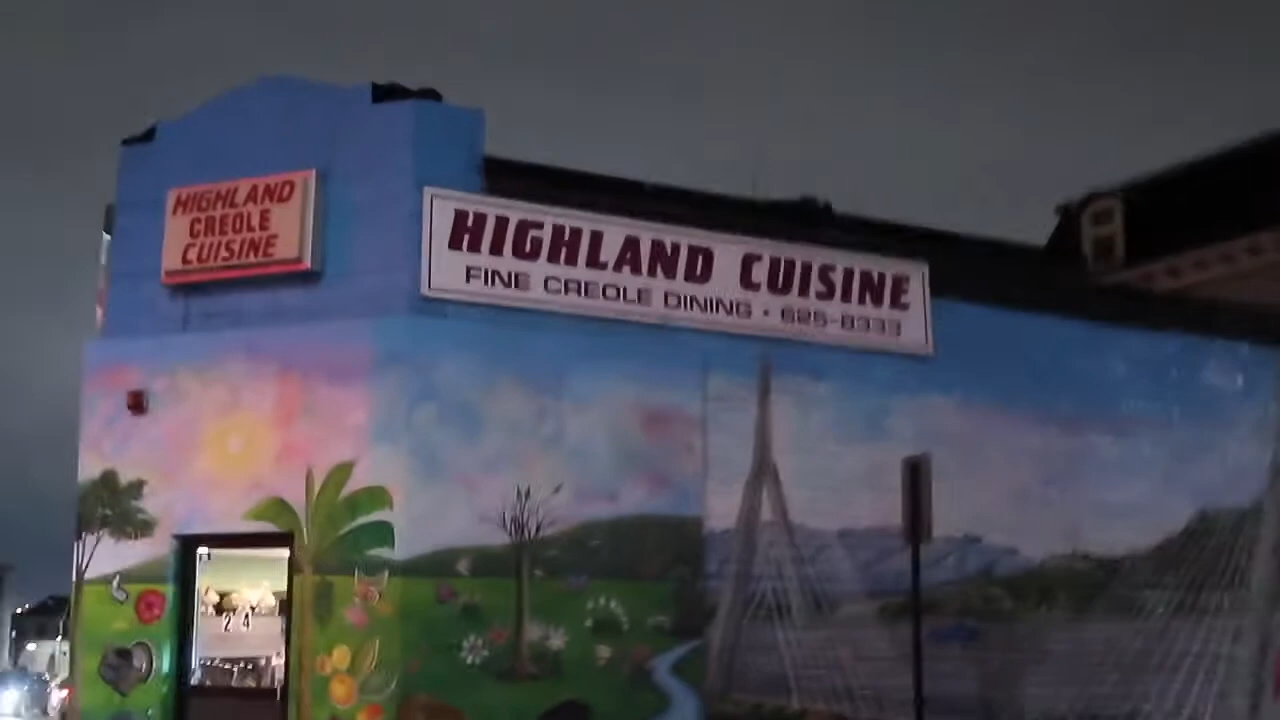 HIGHLAND
CREOLE
CUISINE
HIGHLAND CUISINE
FINE CREOLE DINING • 625-8333
24